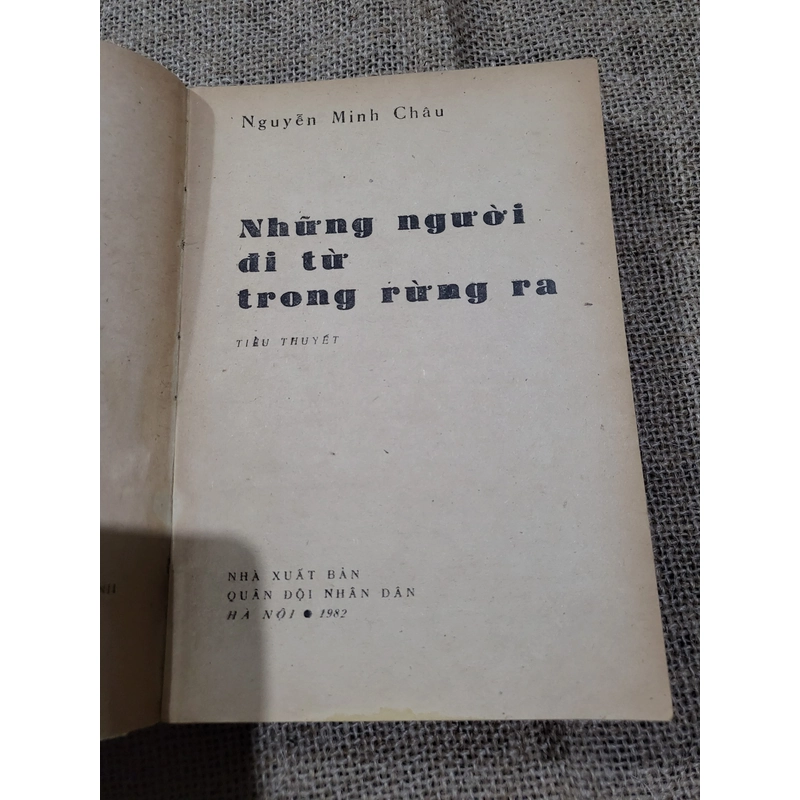 Nguyễn Minh Châu
Những người
đi từ
trong rừng ra
TIỂU THUYẾT
NHÀ XUẤT BẢN
QUÂN ĐỘI NHÂN DÂN
HÀ NỘI ● 1982